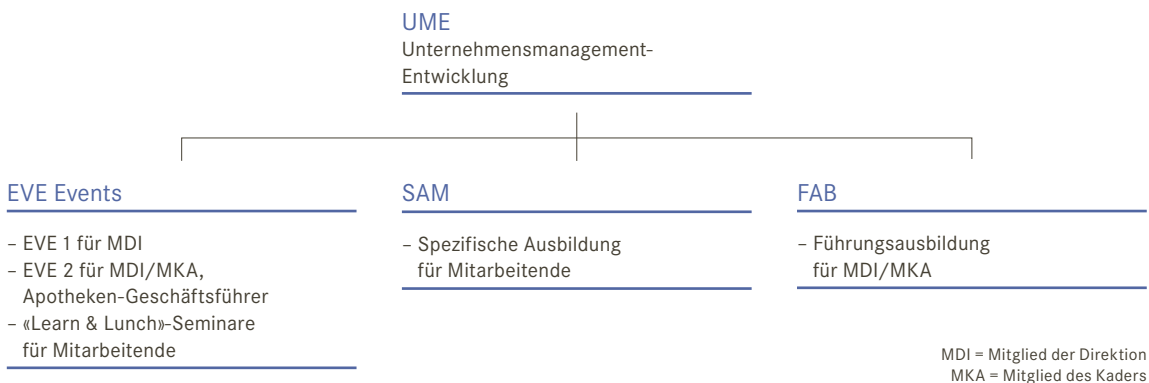 UME
Unternehmensmanagement-
Entwicklung
EVE Events
– EVE 1 für MDI
– EVE 2 für MDI/MKA,
Apotheken-Geschäftsführer
– «Learn & Lunch»-Seminare
für Mitarbeitende
SAM
– Spezifische Ausbildung
für Mitarbeitende
FAB
– Führungsausbildung
für MDI/MKA
MDI = Mitglied der Direktion
MKA = Mitglied des Kaders